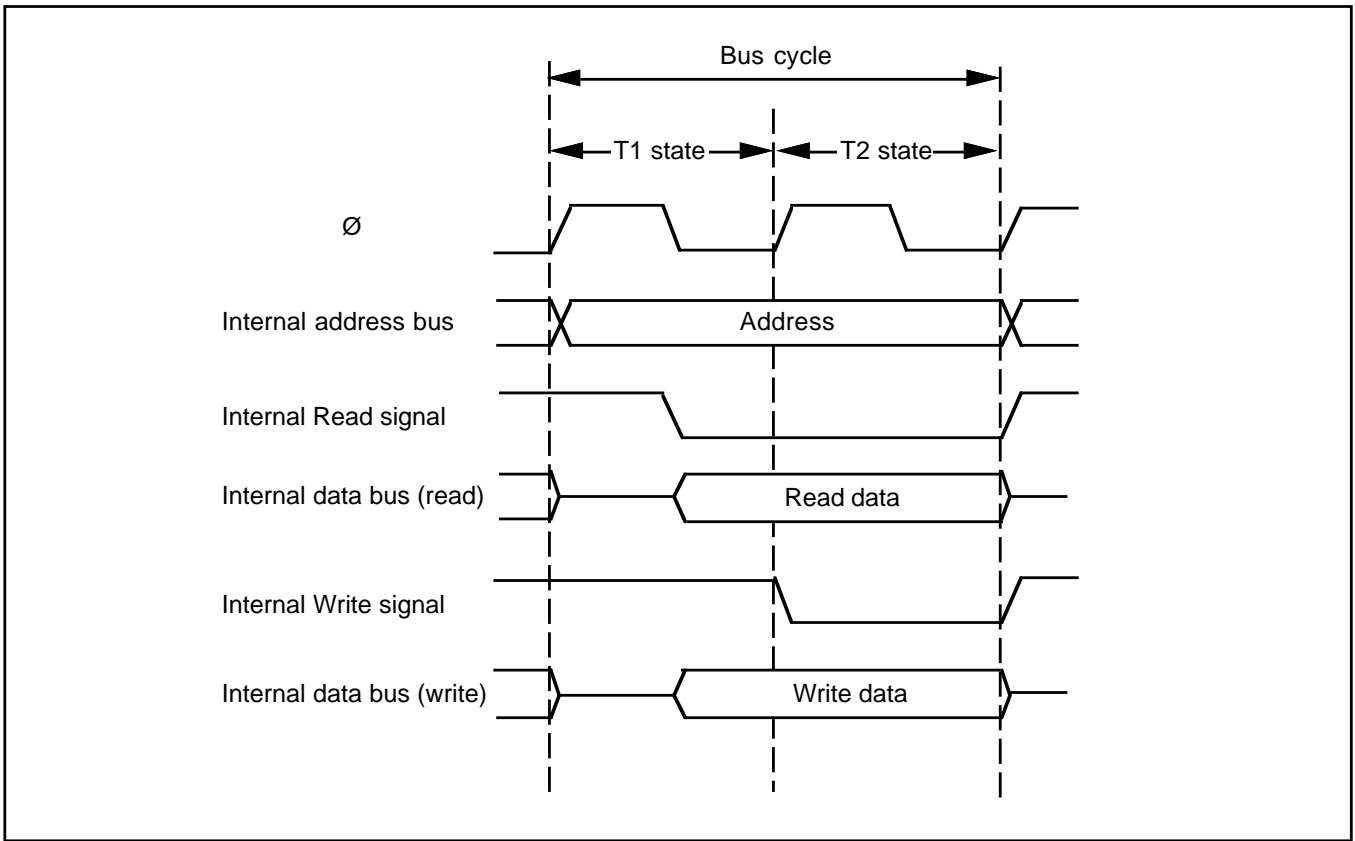 Bus cycle
T1 state
T2 state
Ø
Internal address bus
Address
Internal Read signal
Internal data bus (read)
Read data
Internal Write signal
Internal data bus (write)
Write data